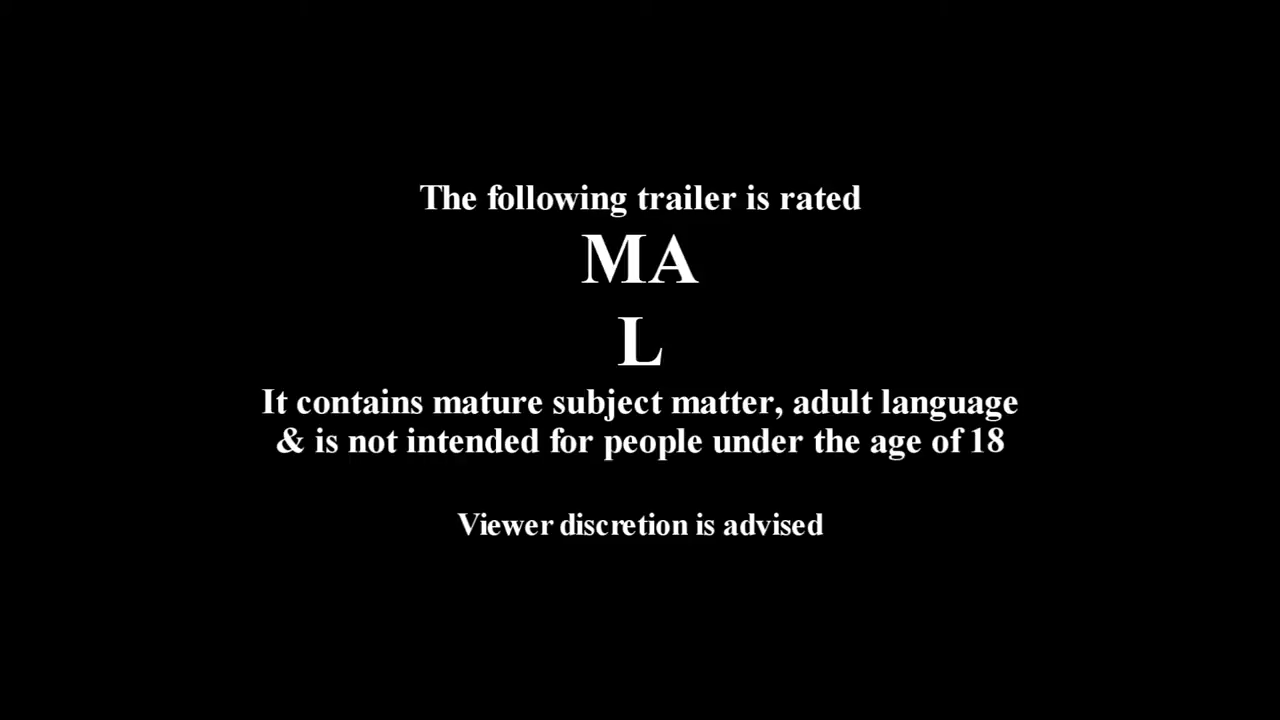 The following trailer is rated
MA
L
It contains mature subject matter, adult language
& is not intended for people under the age of 18
Viewer discretion is advised